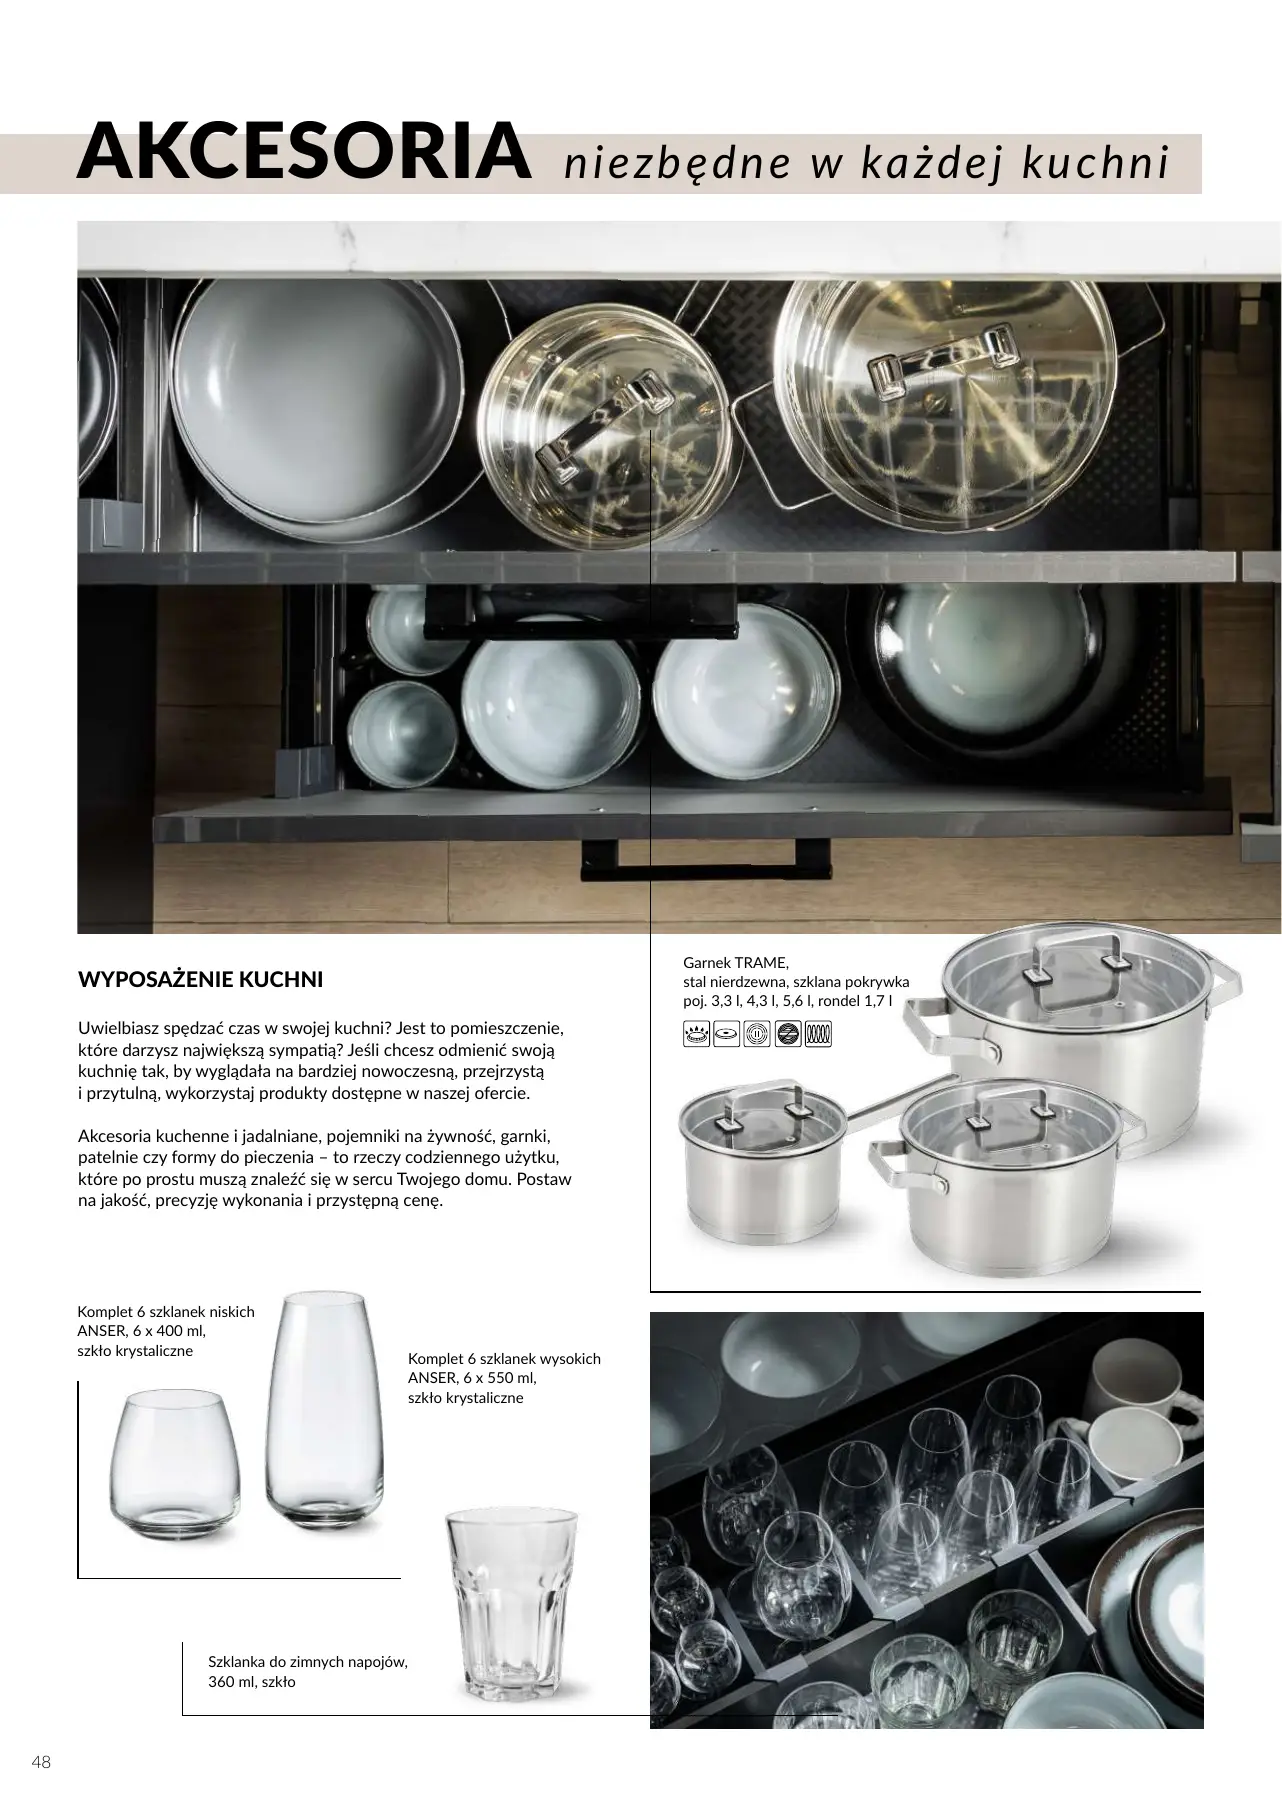 AKCESORIA niezbędne w każdej kuchni
WYPOSAŻENIE KUCHNI
Uwielbiasz spędzać czas w swojej kuchni? Jest to pomieszczenie,
które darzysz największą sympatią? Jeśli chcesz odmienić swoją
kuchnię tak, by wyglądała na bardziej nowoczesną, przejrzystą
i przytulną, wykorzystaj produkty dostępne w naszej ofercie.
Akcesoria kuchenne i jadalniane, pojemniki na żywność, garnki,
patelnie czy formy do pieczenia – to rzeczy codziennego użytku,
które po prostu muszą znaleźć się w sercu Twojego domu. Postaw
na jakość, precyzję wykonania i przystępną cenę.
Garnek TRAME,
stal nierdzewna, szklana pokrywka
poj. 3,3 l, 4,3 l, 5,6 l, rondel 1,7 l
Komplet 6 szklanek niskich
ANSER, 6 x 400 ml,
szkło krystaliczne
Komplet 6 szklanek wysokich
ANSER, 6 x 550 ml,
szkło krystaliczne
Szklanka do zimnych napojów,
360 ml, szkło
48